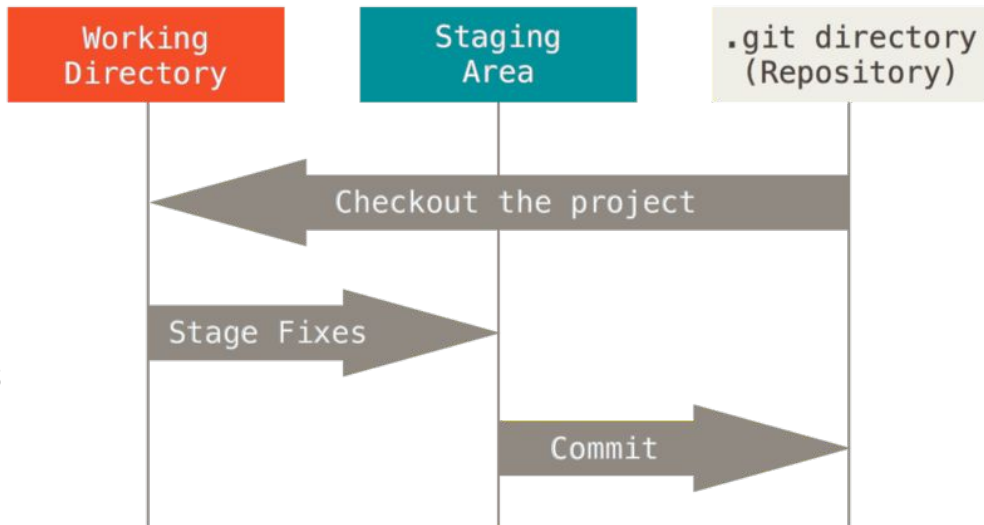 Working
Directory
Staging
Area
.git directory
(Repository)
Checkout the project
Stage Fixes
Commit